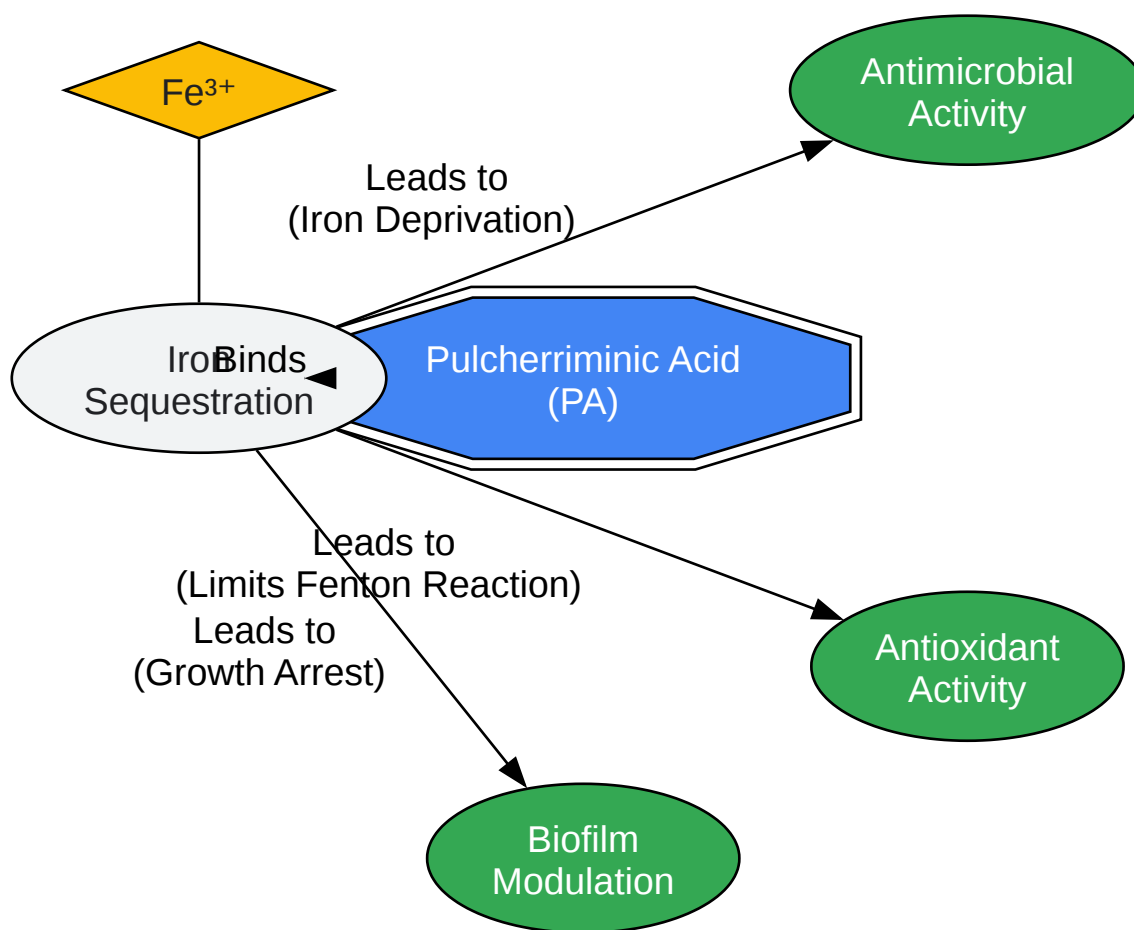 Fe³⁺
Antimicrobial
Activity
Leads to
(Iron Deprivation)
Iron
Sequestration
Binds
Pulcherriminic Acid
(PA)
Leads to
(Limits Fenton Reaction)
Leads to
(Growth Arrest)
Antioxidant
Activity
Biofilm
Modulation